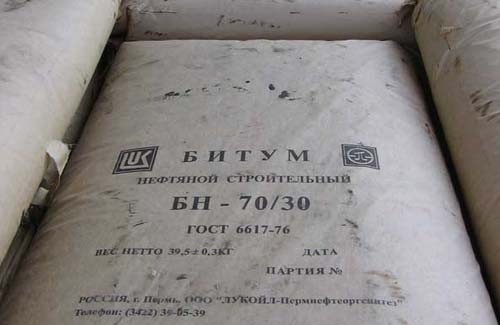 LUK БИТУМ
НЕФТЯНОЙ СТРОИТЕЛЬНЫЙ
БН - 70/30
ГОСТ 6617-76
ВЕС НЕТТО 39,5±0,3КГ ДАТА
ПАРТИЯ №
РОССИЯ, г. Пермь, ООО "ЛУКОЙЛ-Пермнефтеоргсинтез"
Телефон: (3422) 39-05-39